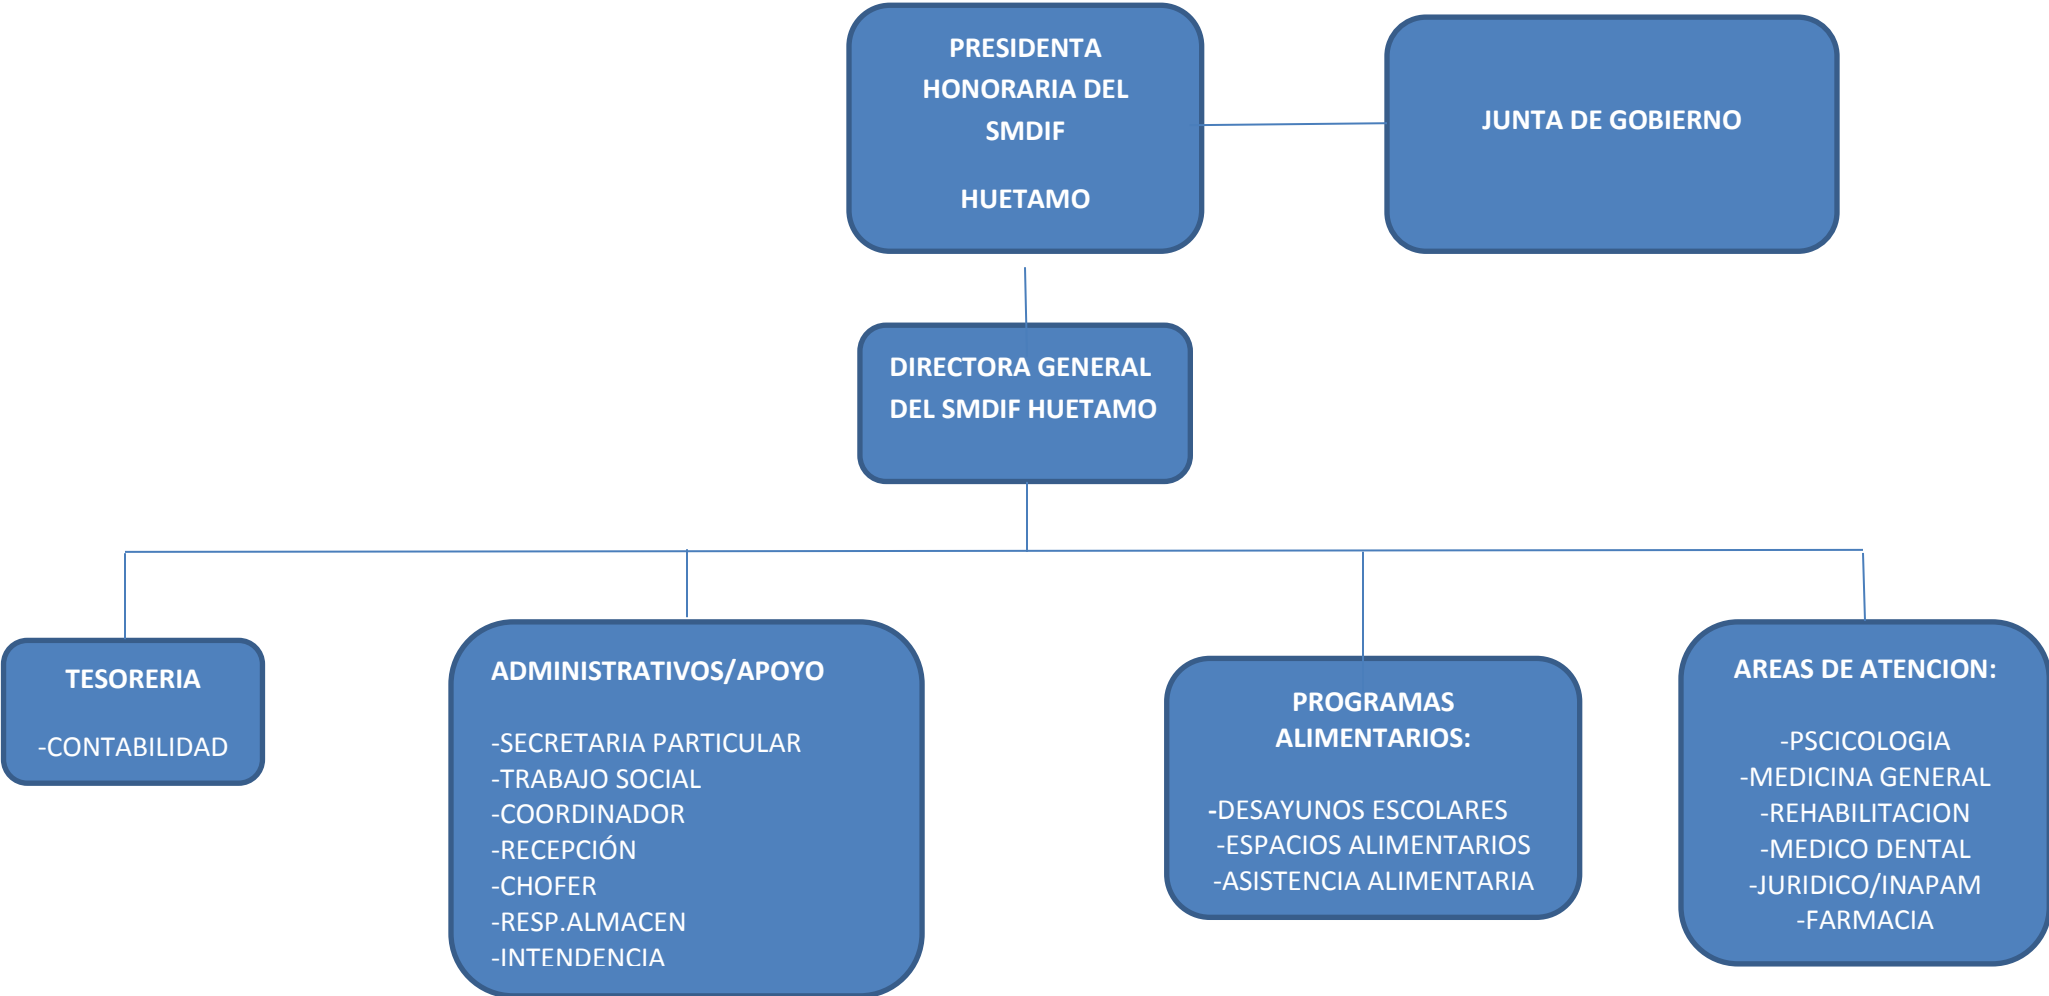 PRESIDENTA
HONORARIA DEL
SMDIF
HUETAMO
JUNTA DE GOBIERNO
DIRECTORA GENERAL
DEL SMDIF HUETAMO
TESORERIA
-CONTABILIDAD
ADMINISTRATIVOS/APOYO
-SECRETARIA PARTICULAR
-TRABAJO SOCIAL
-COORDINADOR
-RECEPCIÓN
-CHOFER
-RESP.ALMACEN
-INTENDENCIA
PROGRAMAS
ALIMENTARIOS:
-DESAYUNOS ESCOLARES
-ESPACIOS ALIMENTARIOS
-ASISTENCIA ALIMENTARIA
AREAS DE ATENCION:
-PSCICOLOGIA
-MEDICINA GENERAL
-REHABILITACION
-MEDICO DENTAL
-JURIDICO/INAPAM
-FARMACIA